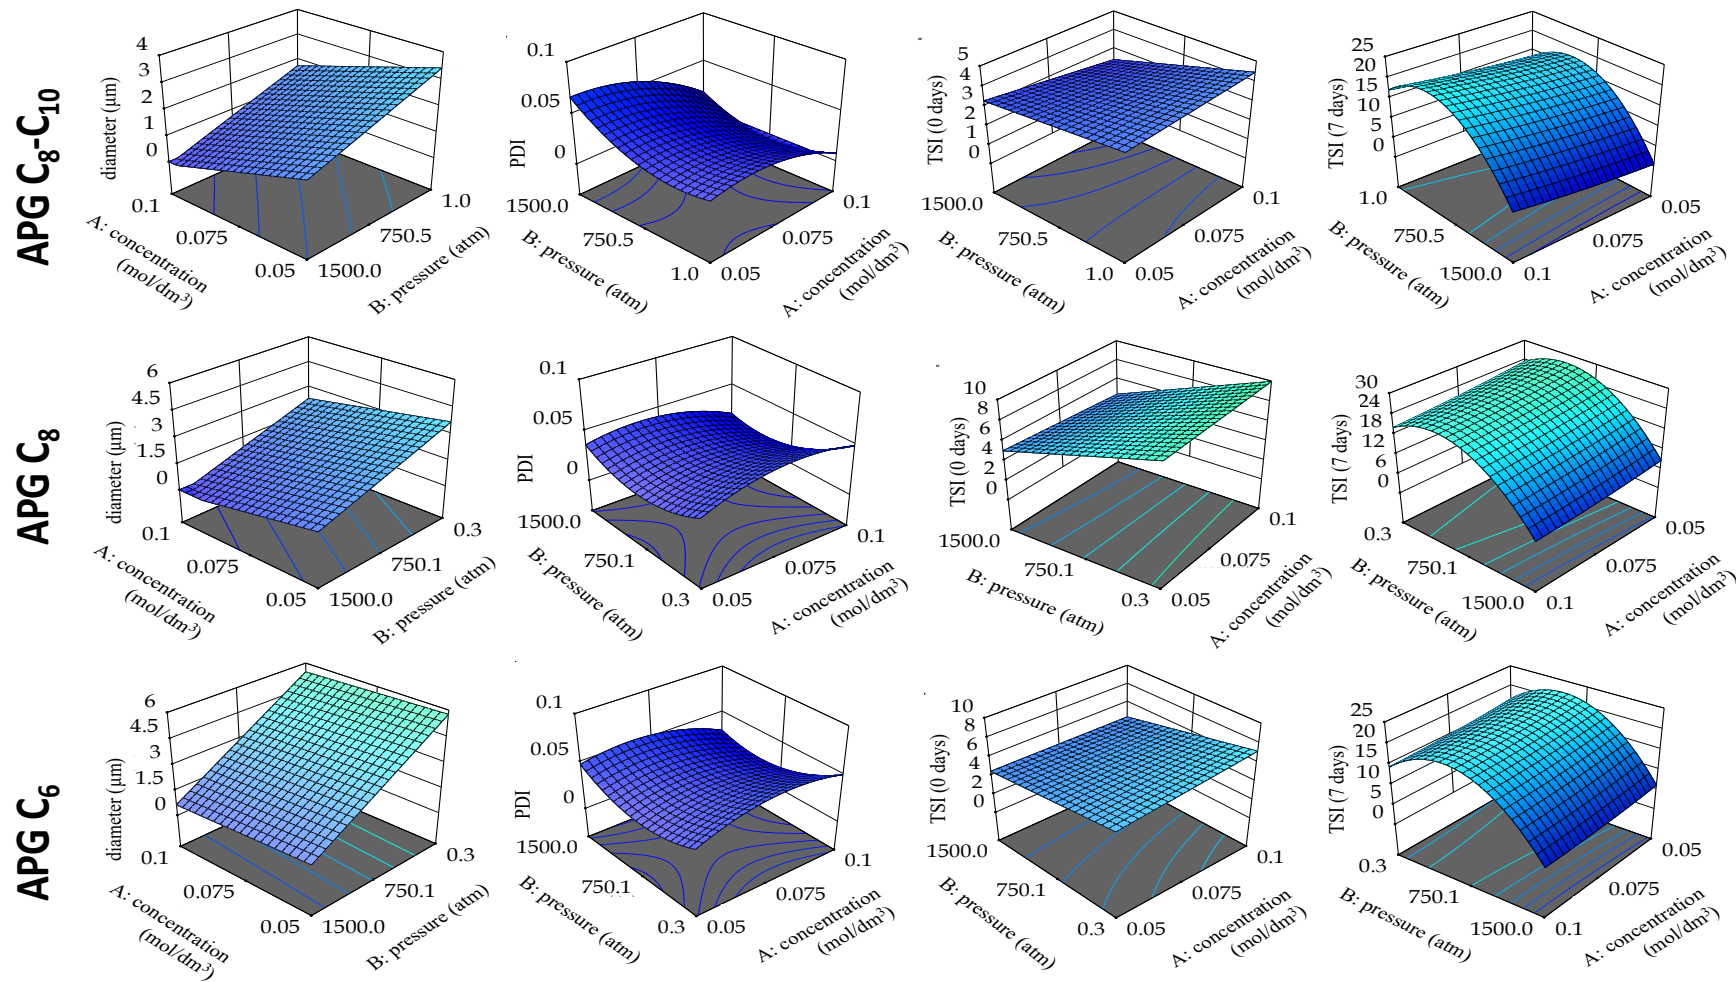 APG C8-C10
4
3
2
1
0
diameter (μm)
0.1
0.075
0.05
A: concentration
(mol/dm³)
1500.0
750.5
1.0
B: pressure (atm)
0.1
0.05
0
PDI
1500.0
750.5
1.0
B: pressure (atm)
0.05
0.075
0.1
A: concentration
(mol/dm³)
5
4
3
2
1
0
TSI (0 days)
1500.0
750.5
1.0
B: pressure (atm)
0.05
0.075
0.1
A: concentration
(mol/dm³)
25
20
15
10
5
0
TSI (7 days)
1.0
750.5
1500.0
B: pressure (atm)
0.1
0.075
0.05
A: concentration
(mol/dm³)
APG C8
6
4.5
3
1.5
0
diameter (μm)
0.1
0.075
0.05
A: concentration
(mol/dm³)
1500.0
750.1
0.3
B: pressure (atm)
0.1
0.05
0
PDI
1500.0
750.1
0.3
B: pressure (atm)
0.05
0.075
0.1
A: concentration
(mol/dm³)
10
8
6
4
2
0
TSI (0 days)
1500.0
750.1
0.3
B: pressure (atm)
0.05
0.075
0.1
A: concentration
(mol/dm³)
30
24
18
12
6
0
TSI (7 days)
0.3
750.1
1500.0
B: pressure (atm)
0.1
0.075
0.05
A: concentration
(mol/dm³)
APG C6
6
4.5
3
1.5
0
diameter (μm)
0.1
0.075
0.05
A: concentration
(mol/dm³)
1500.0
750.1
0.3
B: pressure (atm)
0.1
0.05
0
PDI
1500.0
750.1
0.3
B: pressure (atm)
0.05
0.075
0.1
A: concentration
(mol/dm³)
10
8
6
4
2
0
TSI (0 days)
1500.0
750.1
0.3
B: pressure (atm)
0.05
0.075
0.1
A: concentration
(mol/dm³)
25
20
15
10
5
0
TSI (7 days)
0.3
750.1
1500.0
B: pressure (atm)
0.1
0.075
0.05
A: concentration
(mol/dm³)